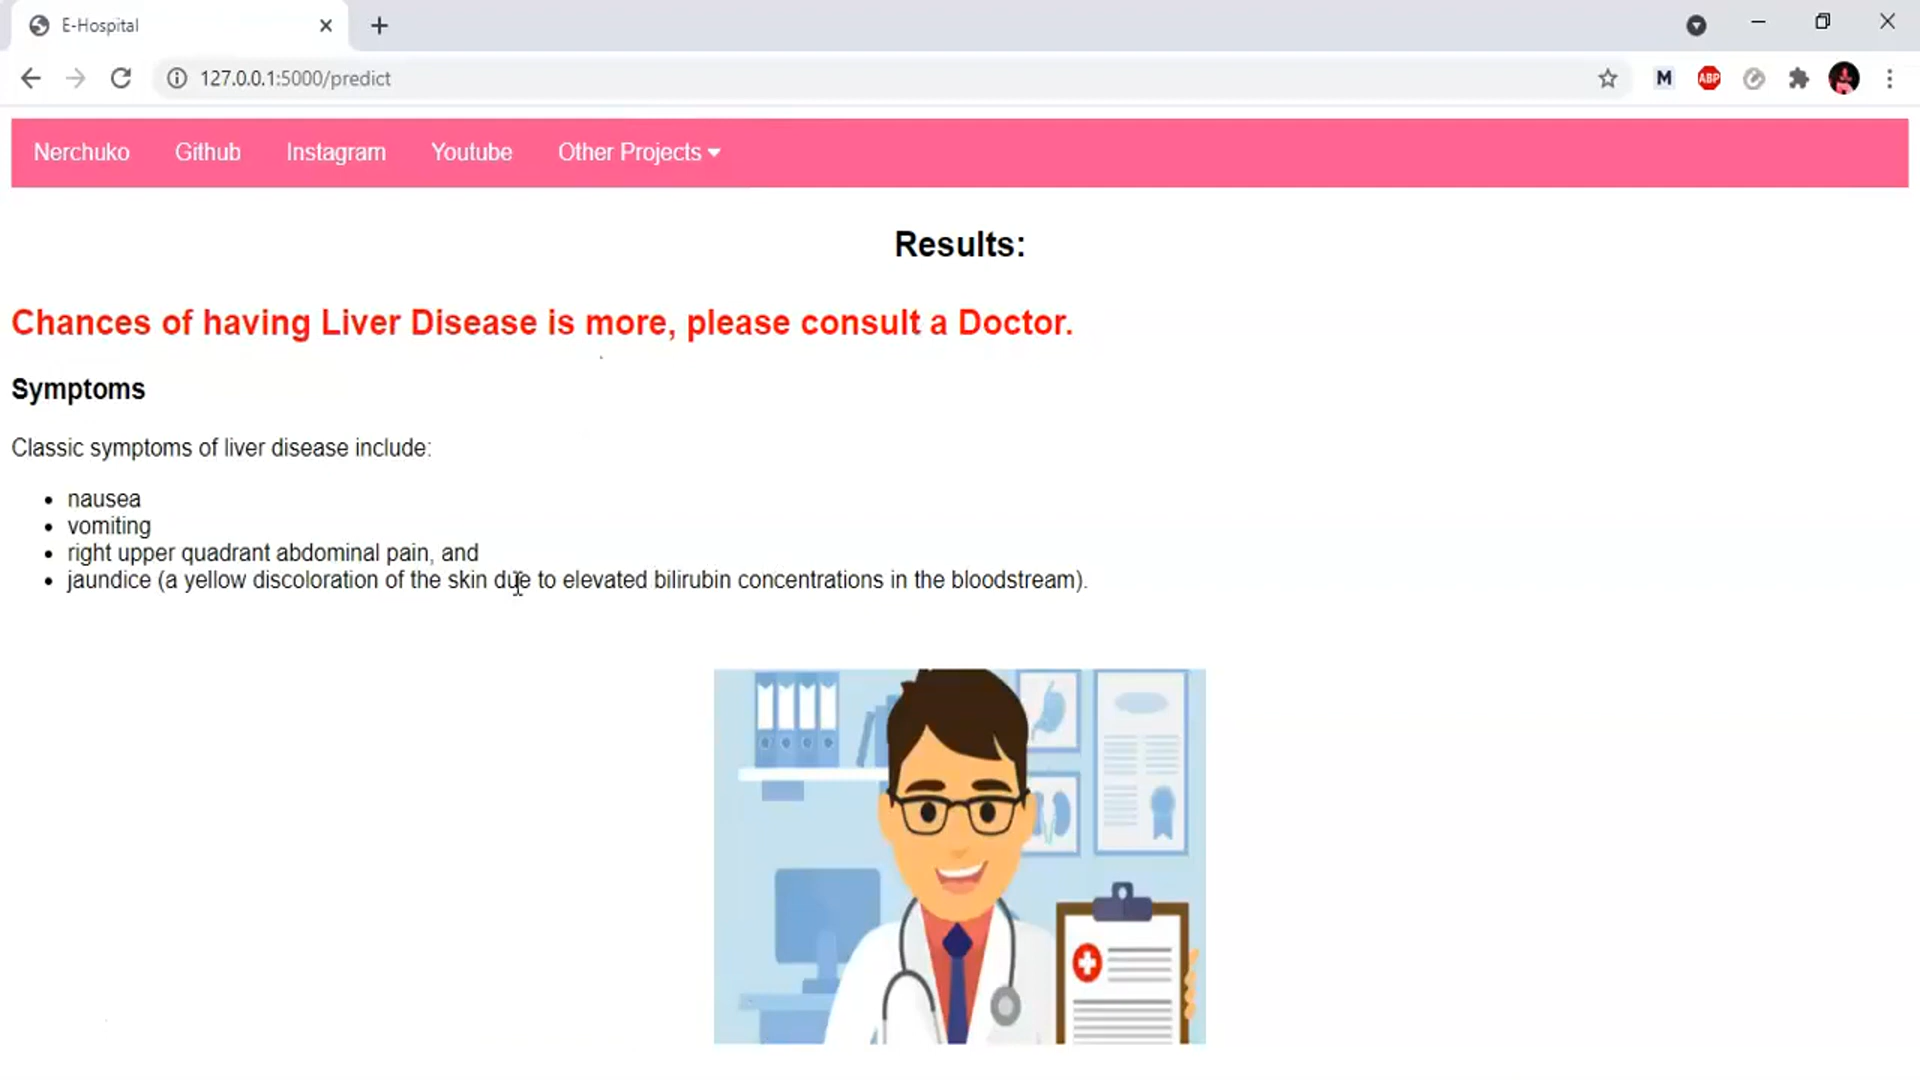 E-Hospital
127.0.0.1:5000/predict
M ABP
Nerchuko Github Instagram Youtube Other Projects
Results:
Chances of having Liver Disease is more, please consult a Doctor.
Symptoms
Classic symptoms of liver disease include:
nausea
vomiting
right upper quadrant abdominal pain, and
jaundice (a yellow discoloration of the skin due to elevated bilirubin concentrations in the bloodstream).